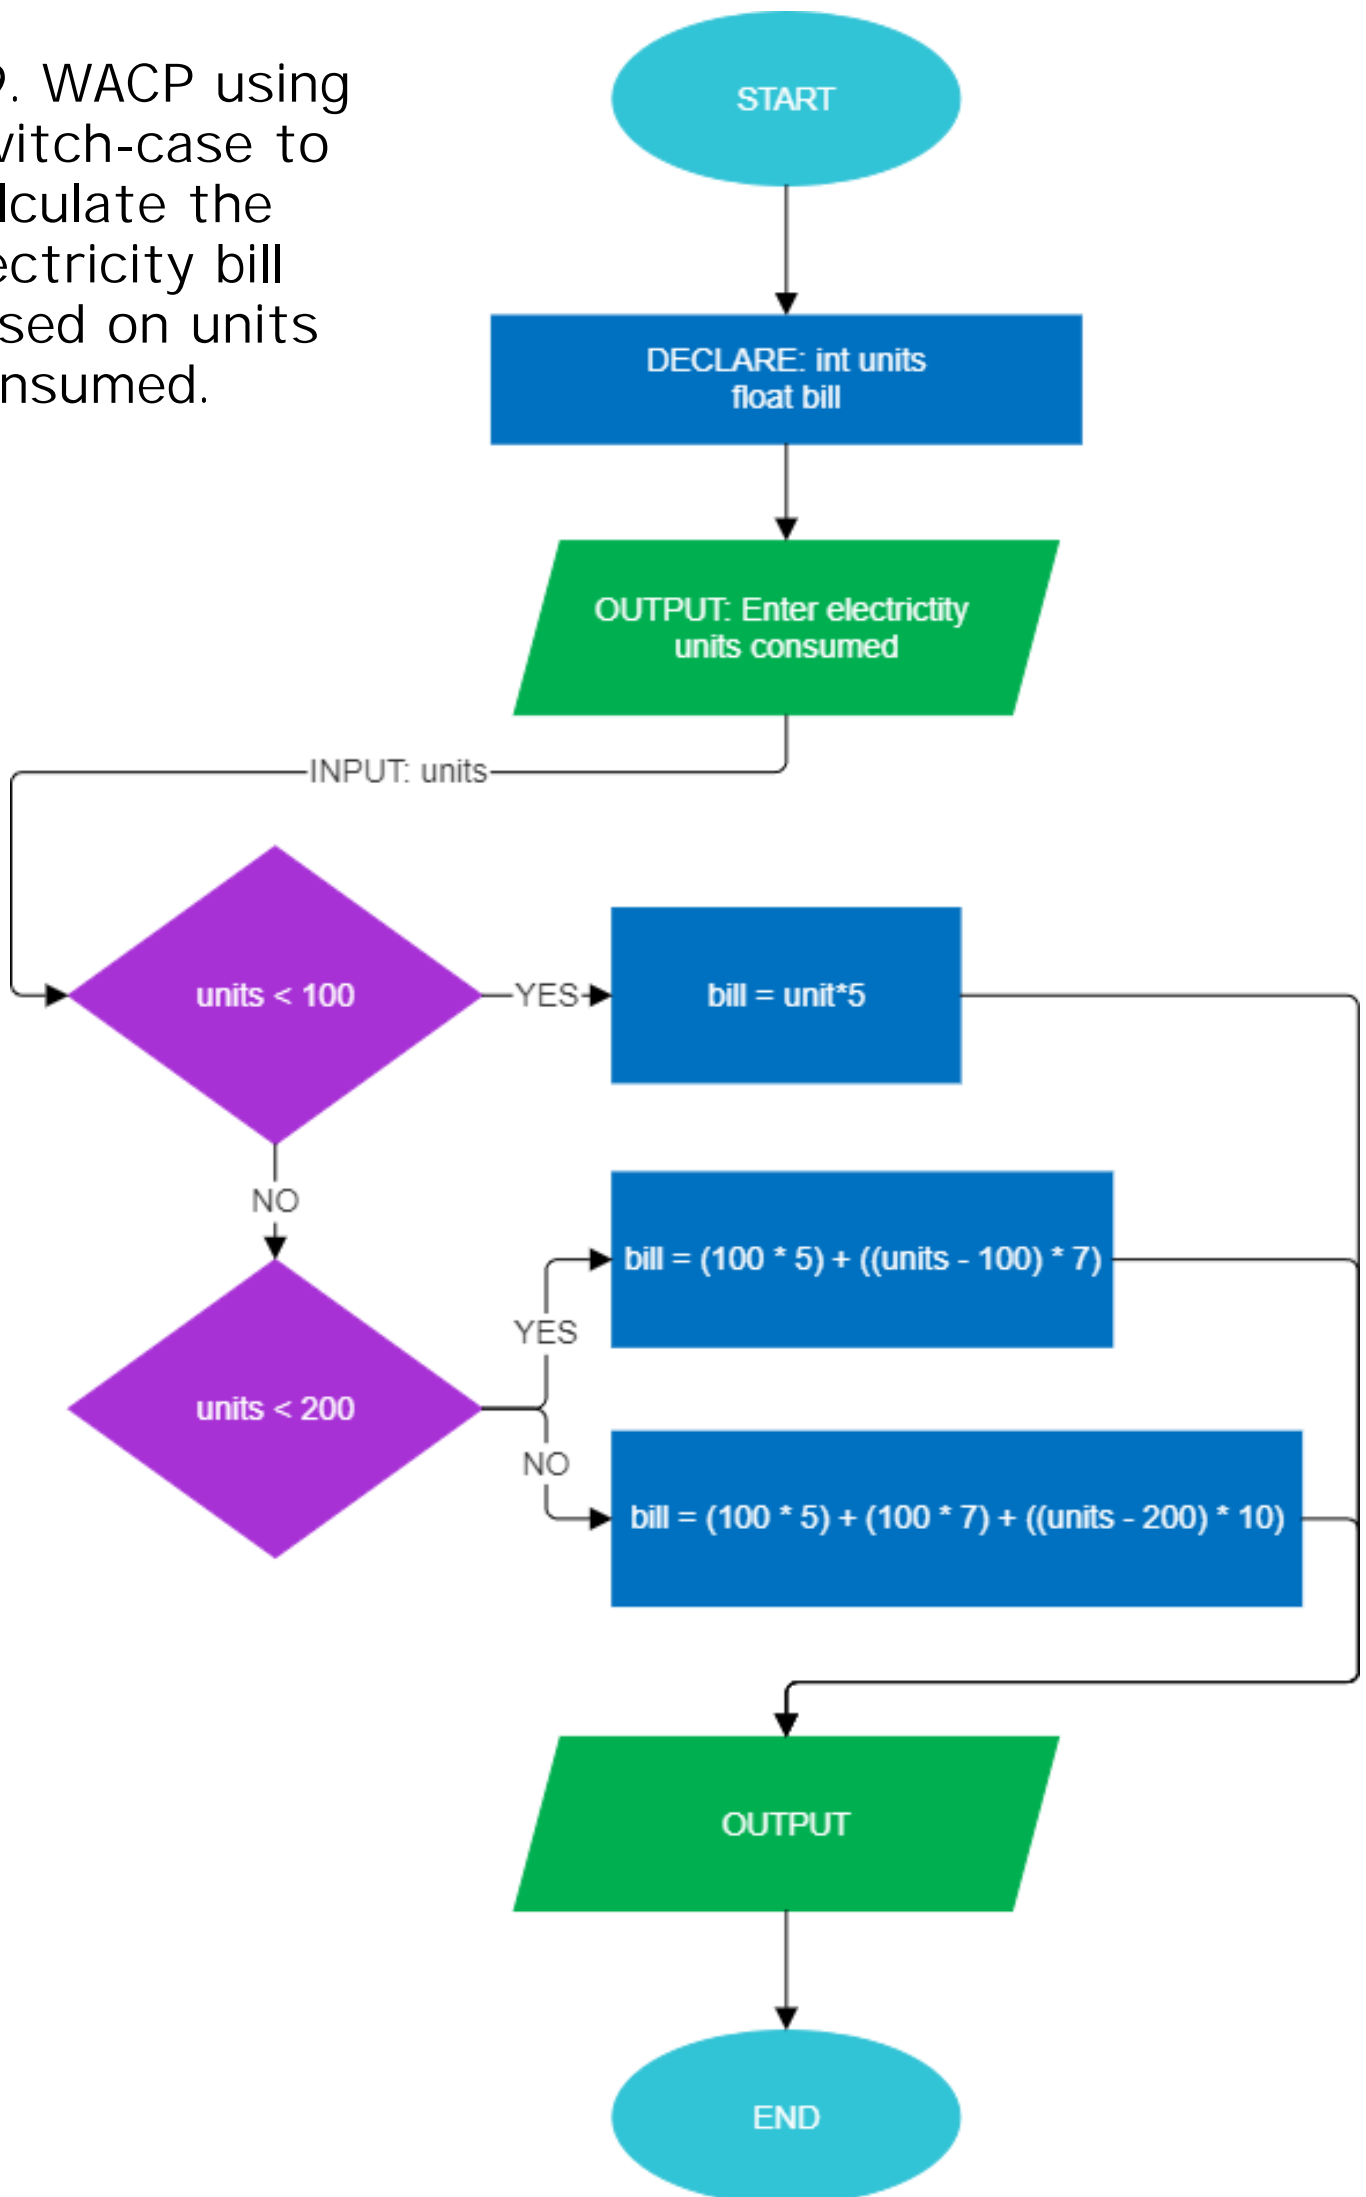 9. WACP using
witch-case to
lculate the
ectricity bill
sed on units
nsumed.
START
DECLARE: int units
float bill
OUTPUT: Enter electrictity
units consumed
INPUT: units
units < 100
YES
bill = unit*5
NO
bill = (100 * 5) + ((units - 100) * 7)
YES
units < 200
NO
bill = (100 * 5) + (100 * 7) + ((units - 200) * 10)
OUTPUT
END